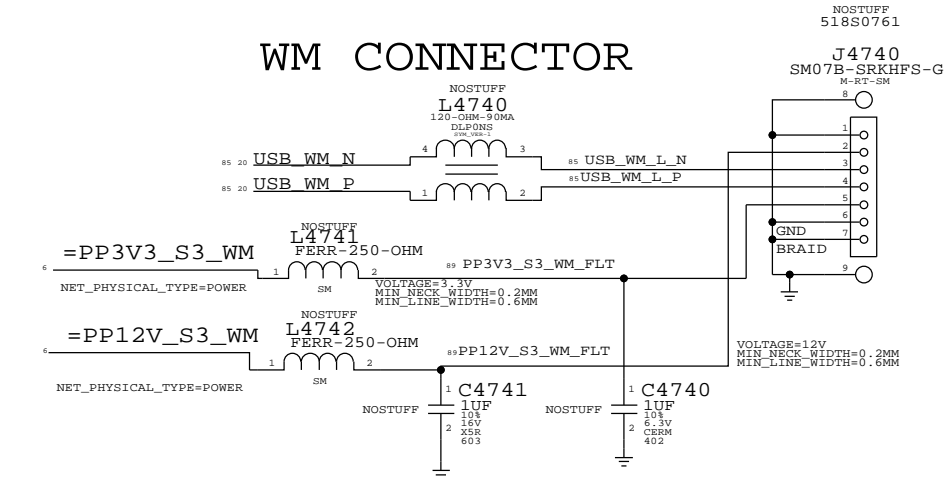 NOSTUFF
518S0761
WM CONNECTOR
J4740
SM07B-SRKHFS-G
M-RT-SM
NOSTUFF
L4740
120-OHM-90MA
DLP0NS
SYM_VER-1
8
1
2
3
4
5
6
7
9
GND
BRAID
4
3
1
2
85 20 USB_WM_N
85 20 USB_WM_P
85 USB_WM_L_N
85 USB_WM_L_P
=PP3V3_S3_WM
6
NET_PHYSICAL_TYPE=POWER
NOSTUFF
L4741
FERR-250-OHM
1
2
SM
89 PP3V3_S3_WM_FLT
VOLTAGE=3.3V
MIN_NECK_WIDTH=0.2MM
MIN_LINE_WIDTH=0.6MM
=PP12V_S3_WM
6
NET_PHYSICAL_TYPE=POWER
NOSTUFF
L4742
FERR-250-OHM
1
2
SM
89 PP12V_S3_WM_FLT
VOLTAGE=12V
MIN_NECK_WIDTH=0.2MM
MIN_LINE_WIDTH=0.6MM
NOSTUFF
1
2
C4741
1UF
10%
16V
X5R
603
NOSTUFF
1
2
C4740
1UF
10%
6.3V
CERM
402